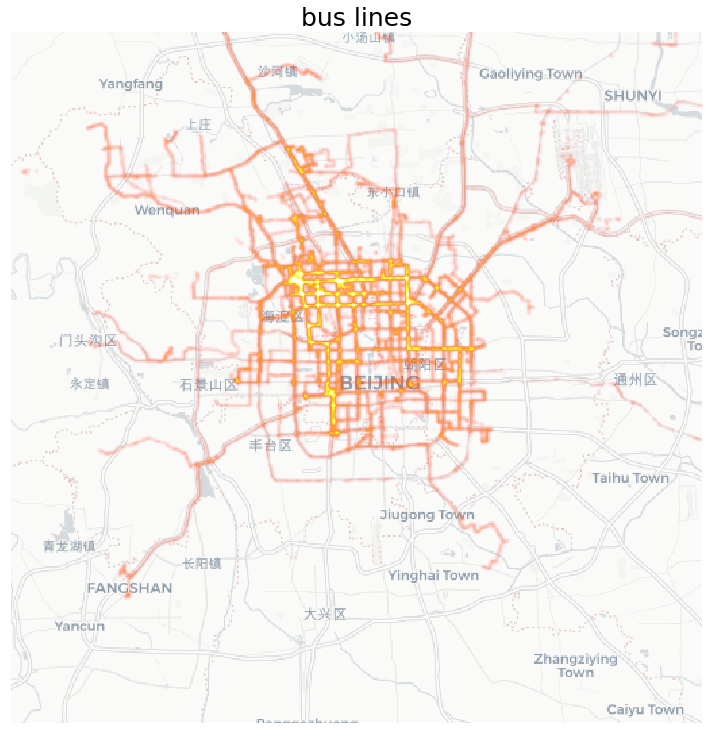 bus lines
小汤山镇
沙河镇
Gaoliying Town
Yangfang
SHUNYI
上庄
东小口镇
Wenquan
海淀区
门头沟区
朝阳区
永定镇
石景山区
BEIJING
通州区
丰台区
Taihu Town
Jiugong Town
青龙湖镇
长阳镇
Yinghai Town
FANGSHAN
大兴区
Yancun
Zhangziying
Town
Caiyu Town